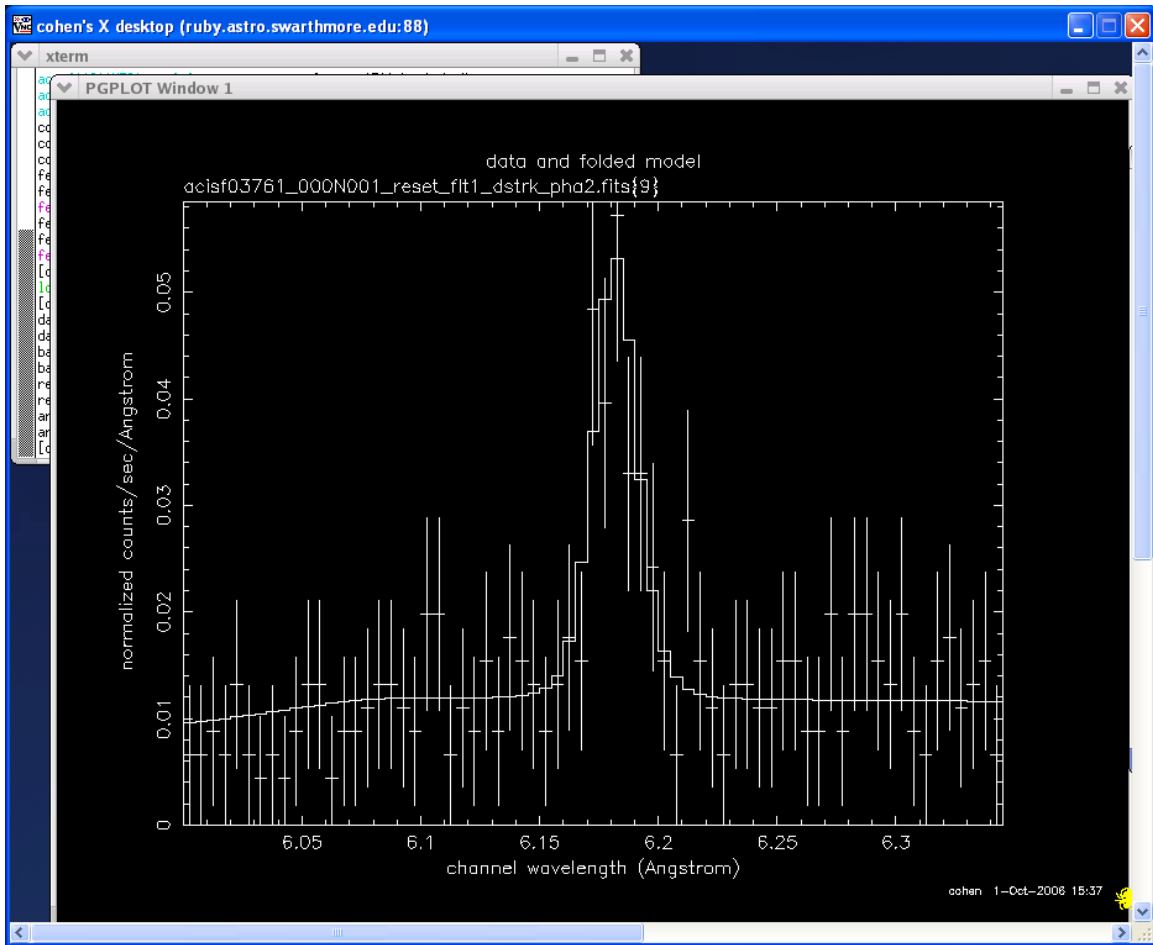 cohen's X desktop (ruby.astro.swarthmore.edu:88)
xterm
PGPLOT Window 1
data and folded model
acisf03761_000N001_reset_flt1_dstrk_pha2.fits{9}
normalized counts/sec/Angstrom
0.05
0.04
0.03
0.02
0.01
0
6.05 6.1 6.15 6.2 6.25 6.3
channel wavelength (Angstrom)
cohen 1-Oct-2006 15:37